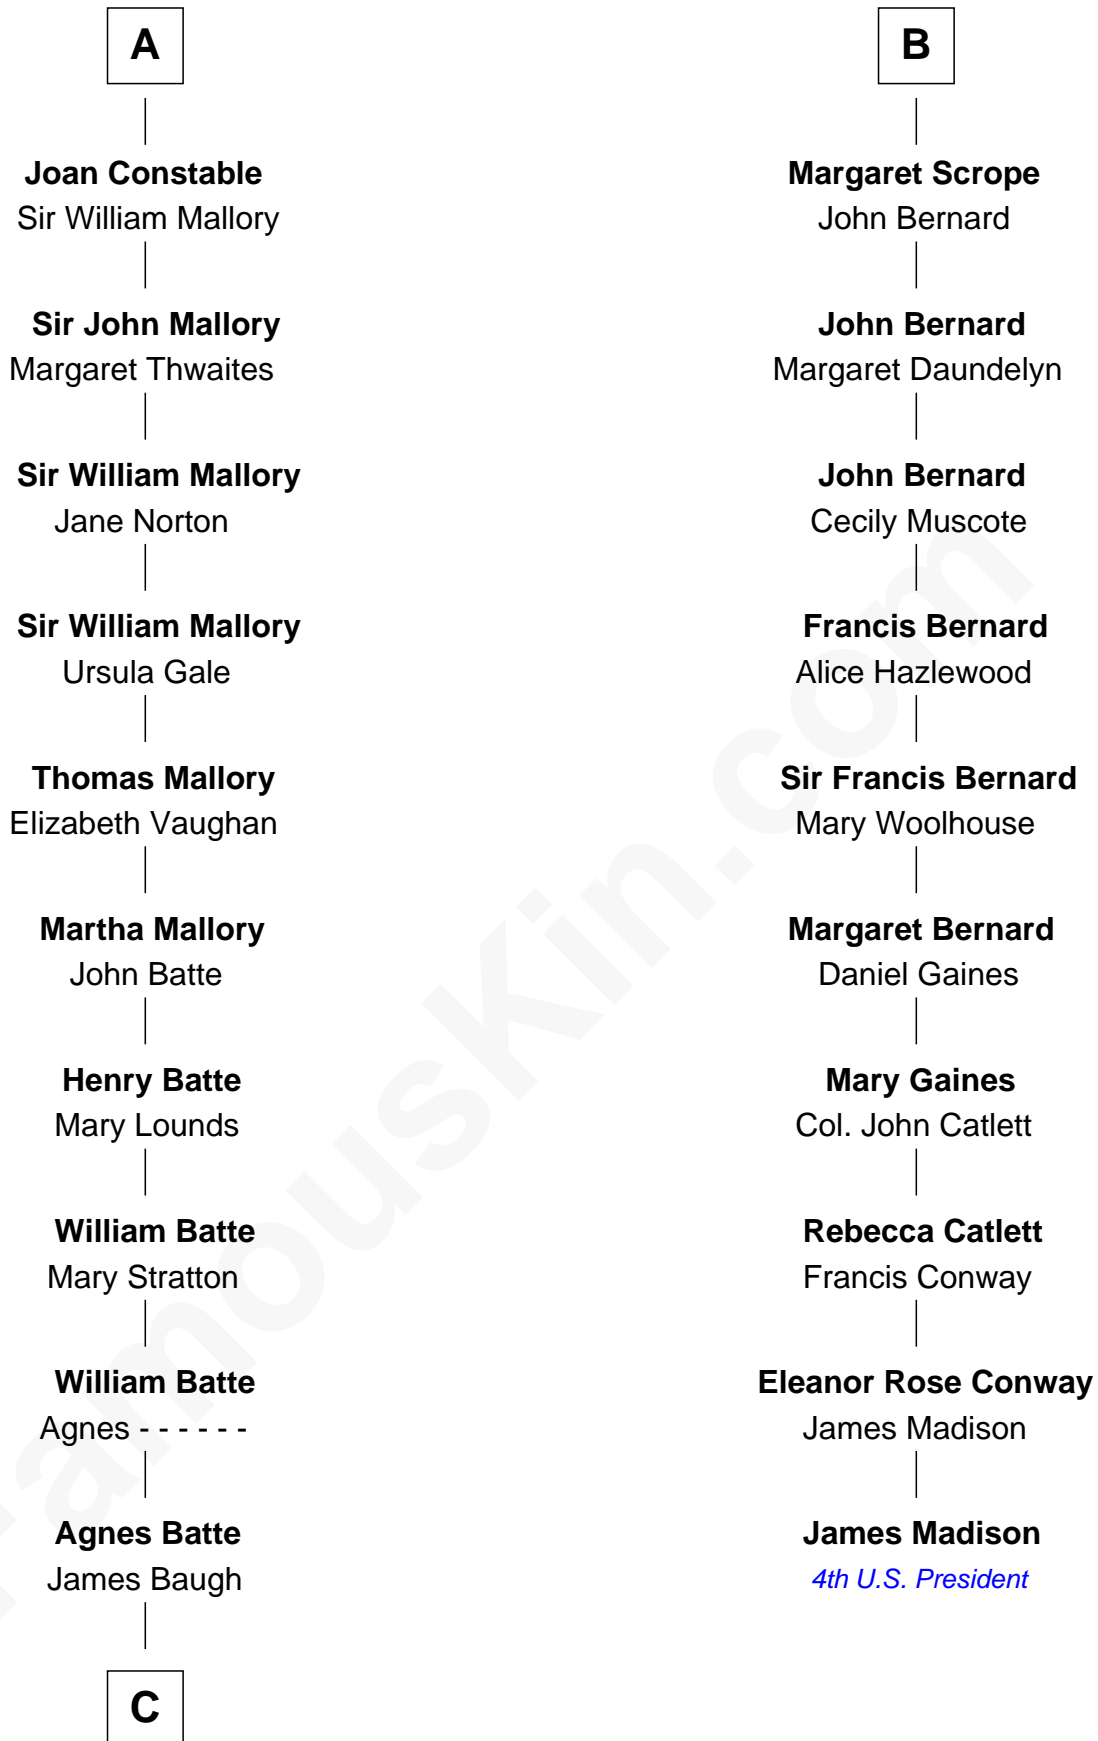 A
Joan Constable
Sir William Mallory
Sir John Mallory
Margaret Thwaites
Sir William Mallory
Jane Norton
Sir William Mallory
Ursula Gale
Thomas Mallory
Elizabeth Vaughan
Martha Mallory
John Batte
Henry Batte
Mary Lounds
William Batte
Mary Stratton
William Batte
Agnes - - - - - -
Agnes Batte
James Baugh
C
B
Margaret Scrope
John Bernard
John Bernard
Margaret Daundelyn
John Bernard
Cecily Muscote
Francis Bernard
Alice Hazlewood
Sir Francis Bernard
Mary Woolhouse
Margaret Bernard
Daniel Gaines
Mary Gaines
Col. John Catlett
Rebecca Catlett
Francis Conway
Eleanor Rose Conway
James Madison
James Madison
4th U.S. President
FamousKin.com